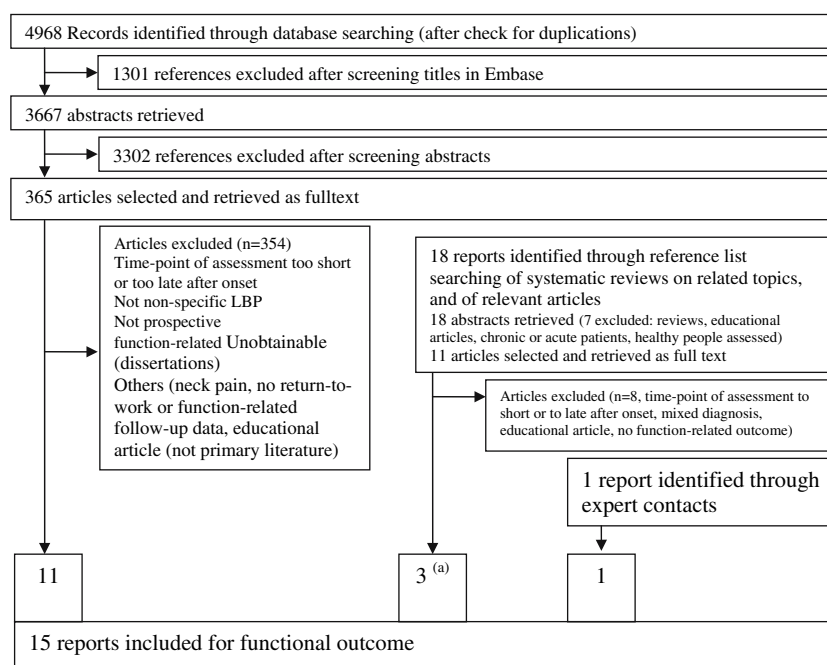 4968 Records identified through database searching (after check for duplications)
1301 references excluded after screening titles in Embase
3667 abstracts retrieved
3302 references excluded after screening abstracts
365 articles selected and retrieved as fulltext
Articles excluded (n=354)
Time-point of assessment too short
or too late after onset
Not non-specific LBP
Not prospective
function-related Unobtainable
(dissertations)
Others (neck pain, no return-to-
work or function-related
follow-up data, educational
article (not primary literature)
18 reports identified through reference list
searching of systematic reviews on related topics,
and of relevant articles
18 abstracts retrieved (7 excluded: reviews, educational
articles, chronic or acute patients, healthy people assessed)
11 articles selected and retrieved as full text
Articles excluded (n=8, time-point of assessment to
short or to late after onset, mixed diagnosis,
educational article, no function-related outcome)
1 report identified through
expert contacts
11
3 (a)
1
15 reports included for functional outcome